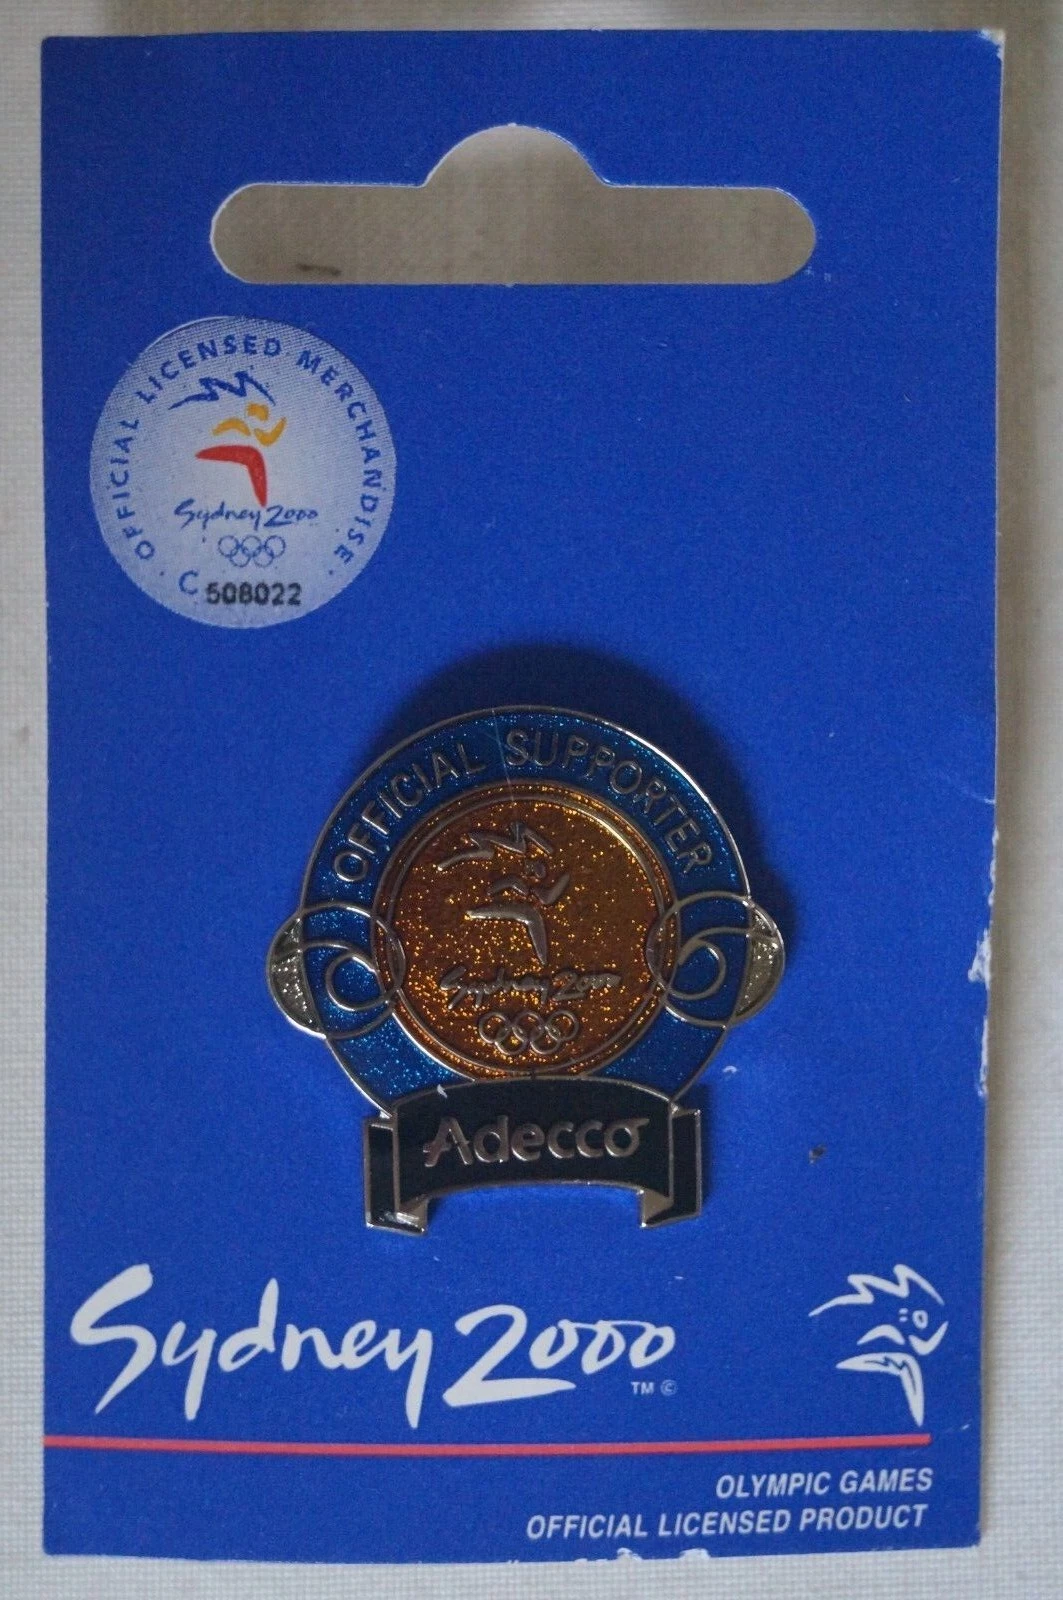 · OFFICIAL LICENSED MERCHANDISE ·
Sydney 2000
C 508022
OFFICIAL SUPPORTER
Sydney 2000
Adecco
Sydney 2000
TM ©
OLYMPIC GAMES
OFFICIAL LICENSED PRODUCT